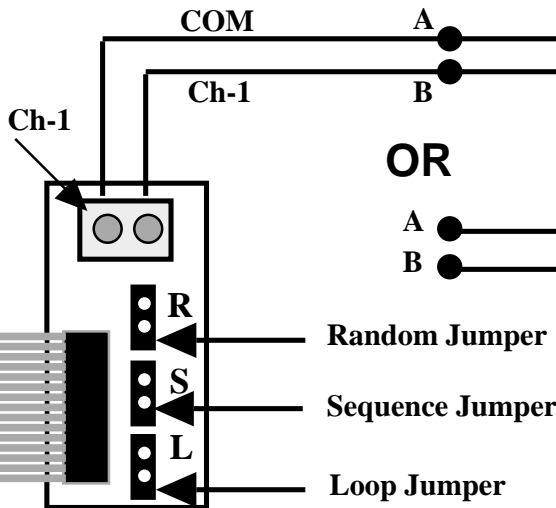 COM A
Ch-1 B
Ch-1
OR
A
B
R
Random Jumper
S
Sequence Jumper
L
Loop Jumper